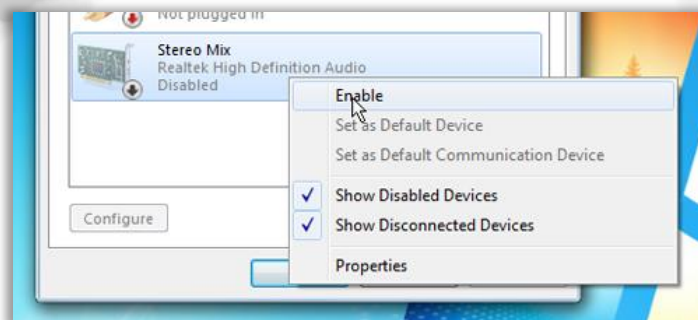 Not plugged in
Stereo Mix
Realtek High Definition Audio
Disabled
Enable
Set as Default Device
Set as Default Communication Device
Show Disabled Devices
Show Disconnected Devices
Configure
Properties